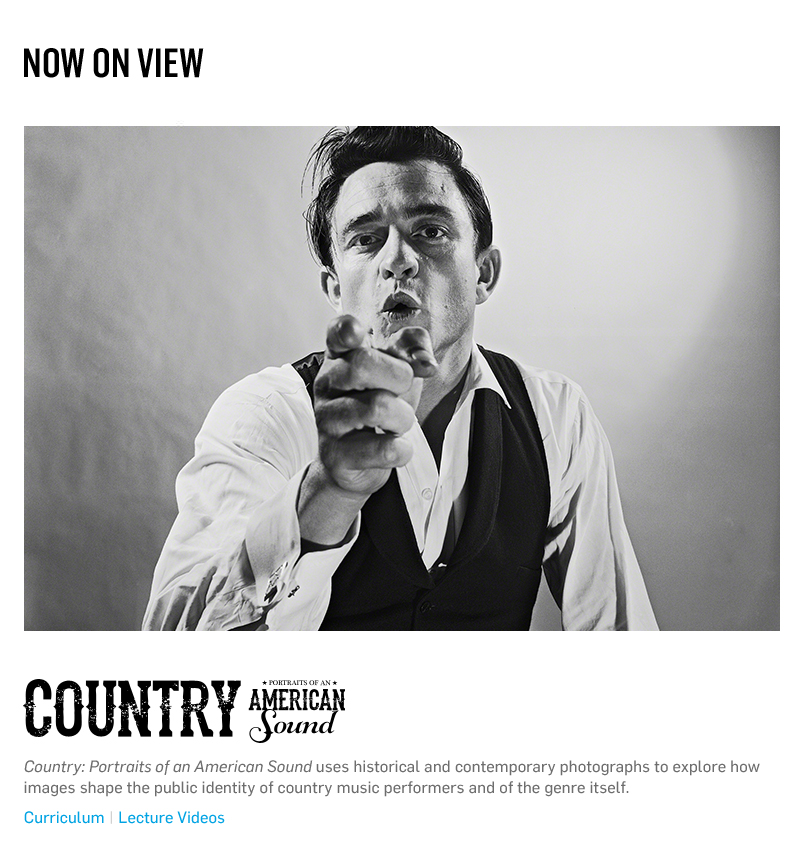 NOW ON VIEW
COUNTRY
★ PORTRAITS OF AN ★
AMERICAN
Sound
Country: Portraits of an American Sound uses historical and contemporary photographs to explore how
images shape the public identity of country music performers and of the genre itself.
Curriculum | Lecture Videos